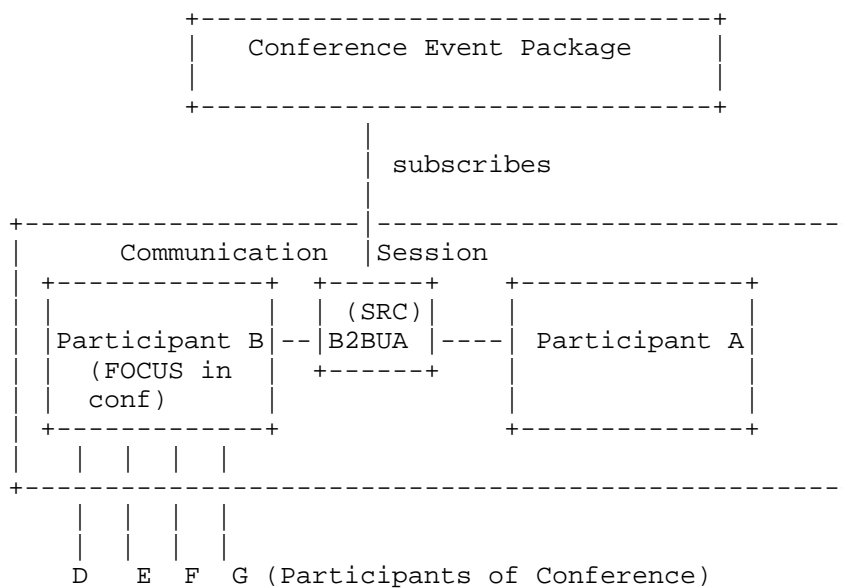 Conference Event Package
subscribes
Communication Session
(SRC)
Participant B B2BUA Participant A
(FOCUS in
conf)
D E F G (Participants of Conference)